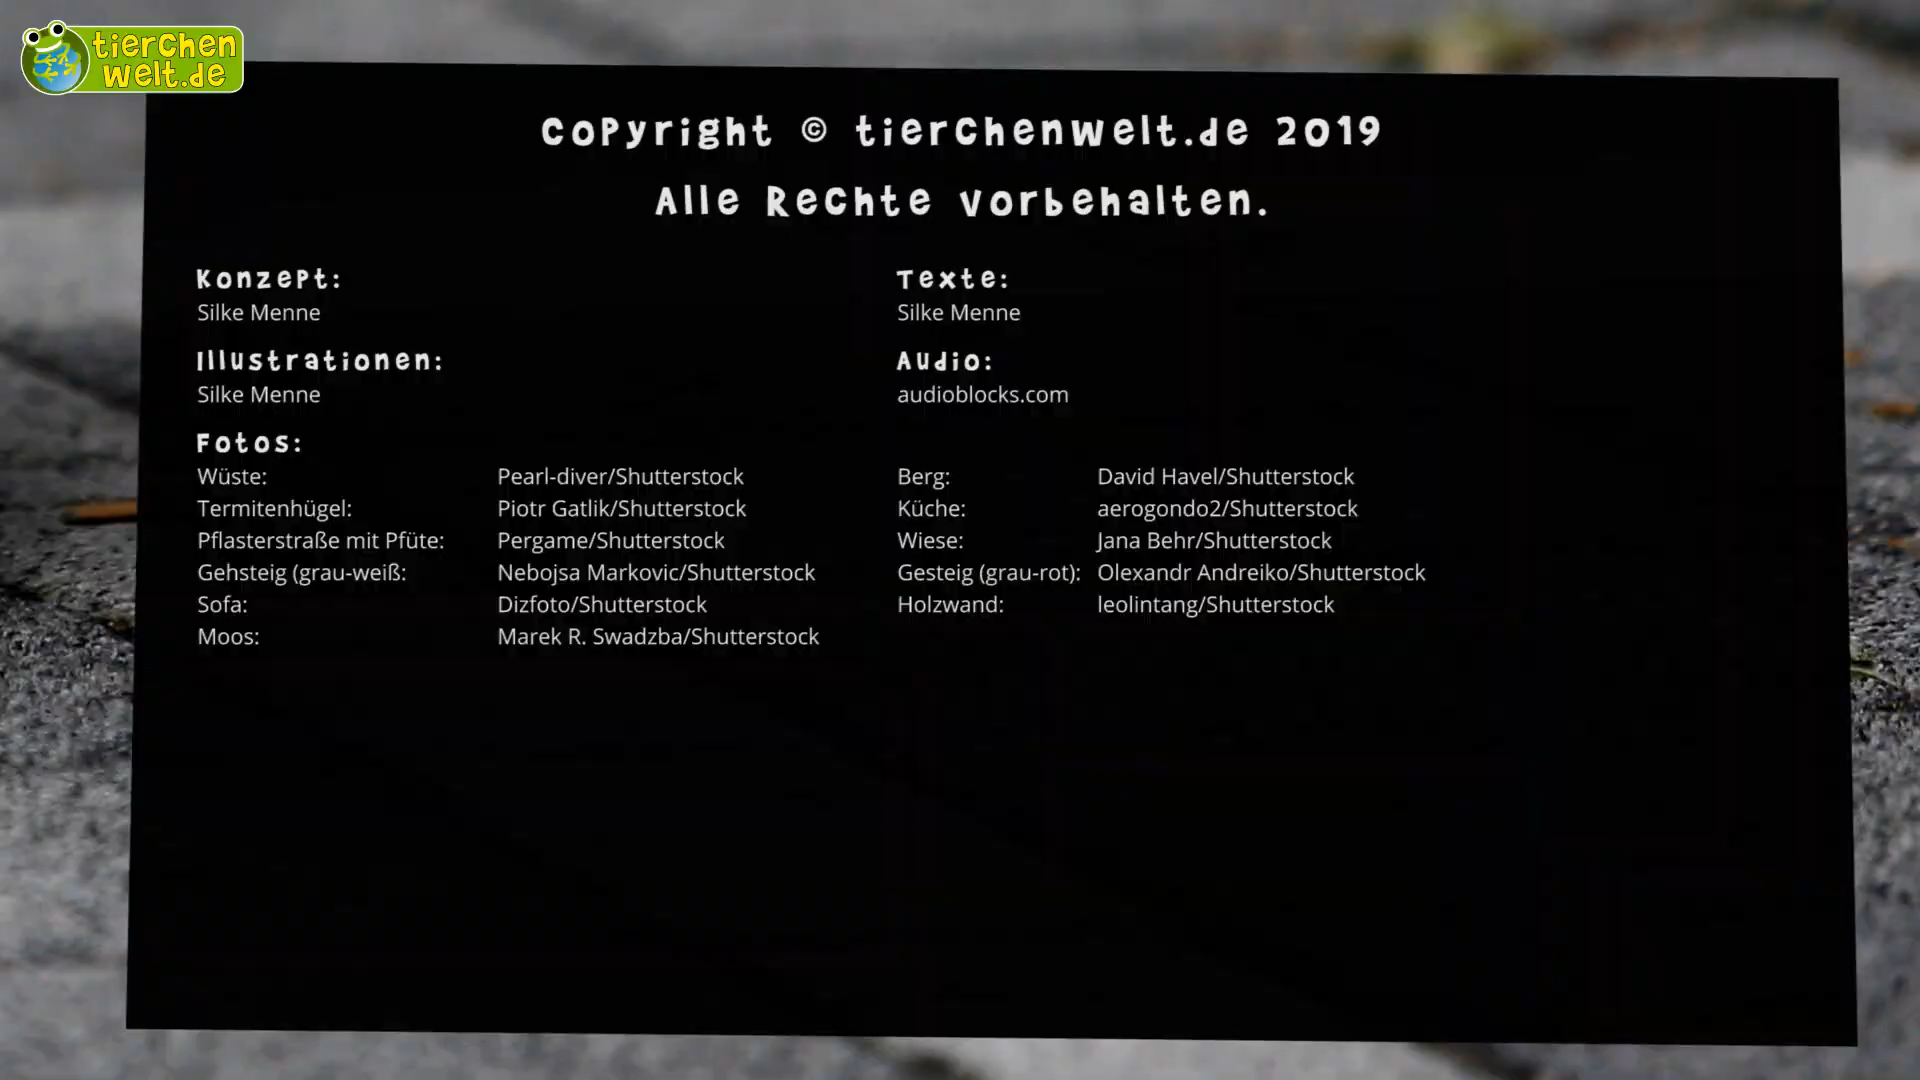 tierchen
welt.de
Copyright © tierchenwelt.de 2019
Alle Rechte vorbehalten.
Konzept:
Silke Menne
Texte:
Silke Menne
Illustrationen:
Silke Menne
Audio:
audioblocks.com
Fotos:
Wüste: Pearl-diver/Shutterstock
Termitenhügel: Piotr Gatlik/Shutterstock
Pflasterstraße mit Pfüte: Pergame/Shutterstock
Gehsteig (grau-weiß: Nebojsa Markovic/Shutterstock
Sofa: Dizfoto/Shutterstock
Moos: Marek R. Swadzba/Shutterstock
Berg: David Havel/Shutterstock
Küche: aerogondo2/Shutterstock
Wiese: Jana Behr/Shutterstock
Gesteig (grau-rot): Olexandr Andreiko/Shutterstock
Holzwand: leolintang/Shutterstock